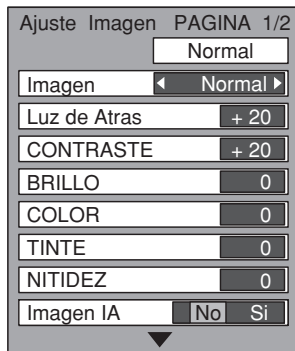 Ajuste Imagen PAGINA 1/2
Normal
Imagen Normal
Luz de Atras + 20
CONTRASTE + 20
BRILLO 0
COLOR 0
TINTE 0
NITIDEZ 0
Imagen IA No Si